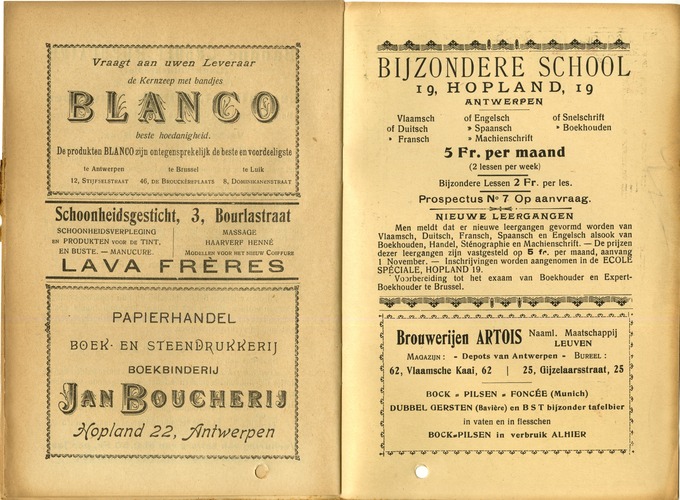 Vraagt aan uwen Leveraar
de Kernzeep met bandjes
BLANCO
beste hoedanigheid.
De produkten BLANCO zijn ontegensprekelijk de beste en voordeeligste
te Antwerpen te Brussel te Luik
12, Stijfselstraat 46, de Brouckèreplaats 8, Dominikanenstraat
Schoonheidsgesticht, 3, Bourlastraat
SCHOONHEIDSVERPLEGING MASSAGE
EN PRODUKTEN VOOR DE TINT, HAARVERF HENNÉ
EN BUSTE. — MANUCURE. Modellen voor het nieuw Coiffure
LAVA FRÈRES
PAPIERHANDEL
BOEK- EN STEENDRUKKERIJ
BOEKBINDERIJ
JAN BOUCHERIJ
Hopland 22, Antwerpen
BIJZONDERE SCHOOL
19, HOPLAND, 19
ANTWERPEN
Vlaamsch of Engelsch of Snelschrift
of Duitsch » Spaansch » Boekhouden
» Fransch » Machienschrift
5 Fr. per maand
(2 lessen per week)
Bijzondere Lessen 2 Fr. per les.
Prospectus No 7 Op aanvraag.
NIEUWE LEERGANGEN
Men meldt dat er nieuwe leergangen gevormd worden van
Vlaamsch, Duitsch, Fransch, Spaansch en Engelsch alsook van
Boekhouden, Handel, Sténographie en Machienschrift. — De prijzen
dezer leergangen zijn vastgesteld op 5 fr. per maand, aanvang
1 November. — Inschrijvingen worden aangenomen in de ECOLE
SPÉCIALE, HOPLAND 19.
Voorbereiding tot het exaam van Boekhouder en Expert-
Boekhouder te Brussel.
Brouwerijen ARTOIS Naaml. Maatschappij
LEUVEN
Magazijn : - Depots van Antwerpen - Bureel :
62, Vlaamsche Kaai, 62 | 25, Gijzelaarsstraat, 25
BOCK - PILSEN - FONCÉE (Munich)
DUBBEL GERSTEN (Bavière) en B S T bijzonder tafelbier
in vaten en in flesschen
BOCK-PILSEN in verbruik ALHIER